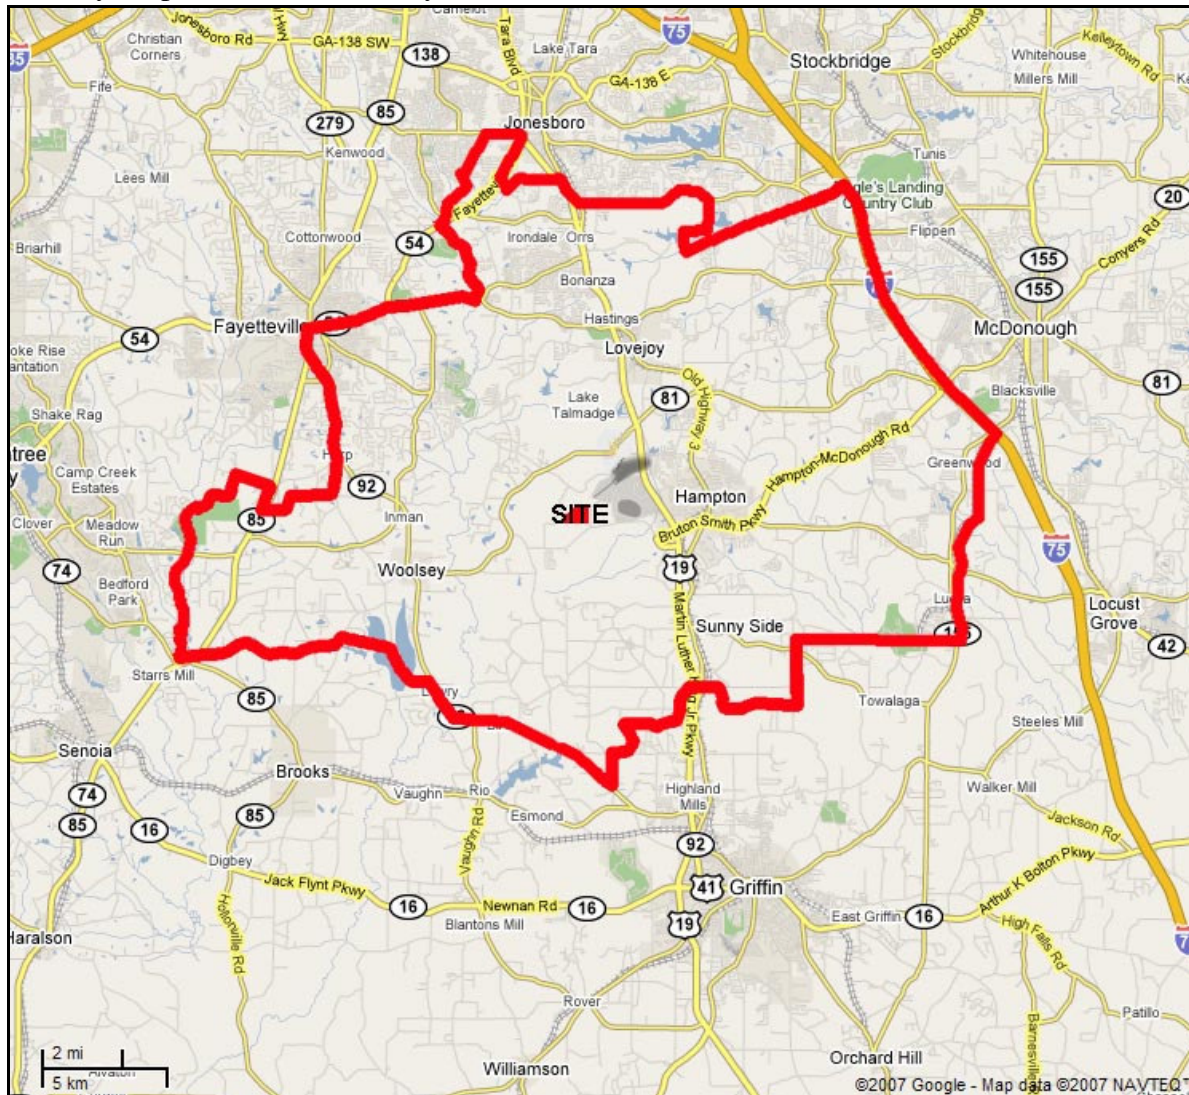 Camelot
Jonesboro Rd
GA-138 SW
138
Tara Blvd
Lake Tara
75
Stockbridge
Whitehouse
Kelleytown Rd
Christian
Corners
GA-138 E
Millers Mill
Fife
85
279
Jonesboro
Kenwood
Tunis
Lees Mill
Country Club
20
Cottonwood
54
Irondale
Orrs
Flippen
Conyers Rd
Briarhill
155
Bonanza
155
Fayetteville
Hastings
McDonough
54
Lovejoy
Old Highway 3
81
Blacksville
Lake
Talmadge
81
Shake Rag
Hampton-McDonough Rd
Camp Creek
Estates
92
Greenwood
Hampton
SITE
Clover
Meadow
Run
85
Inman
Bruton Smith Pkwy
75
74
Bedford
Park
Woolsey
19
Locust
Grove
Sunny Side
42
Starrs Mill
85
Towalaga
Steeles Mill
Senoia
Brooks
74
85
Vaughn
Rio
Highland
Mills
Walker Mill
16
85
Esmond
Jackson Rd
Vaughn Rd
92
Arthur K Bolton Pkwy
Digbey
Jack Flynt Pkwy
16
Newnan Rd
16
41
Griffin
Hollonville Rd
Blantons Mill
19
East Griffin
16
High Falls Rd
Haralson
Rover
Patillo
Barnesville
2 mi
5 km
Williamson
Orchard Hill
©2007 Google - Map data ©2007 NAVTEQ